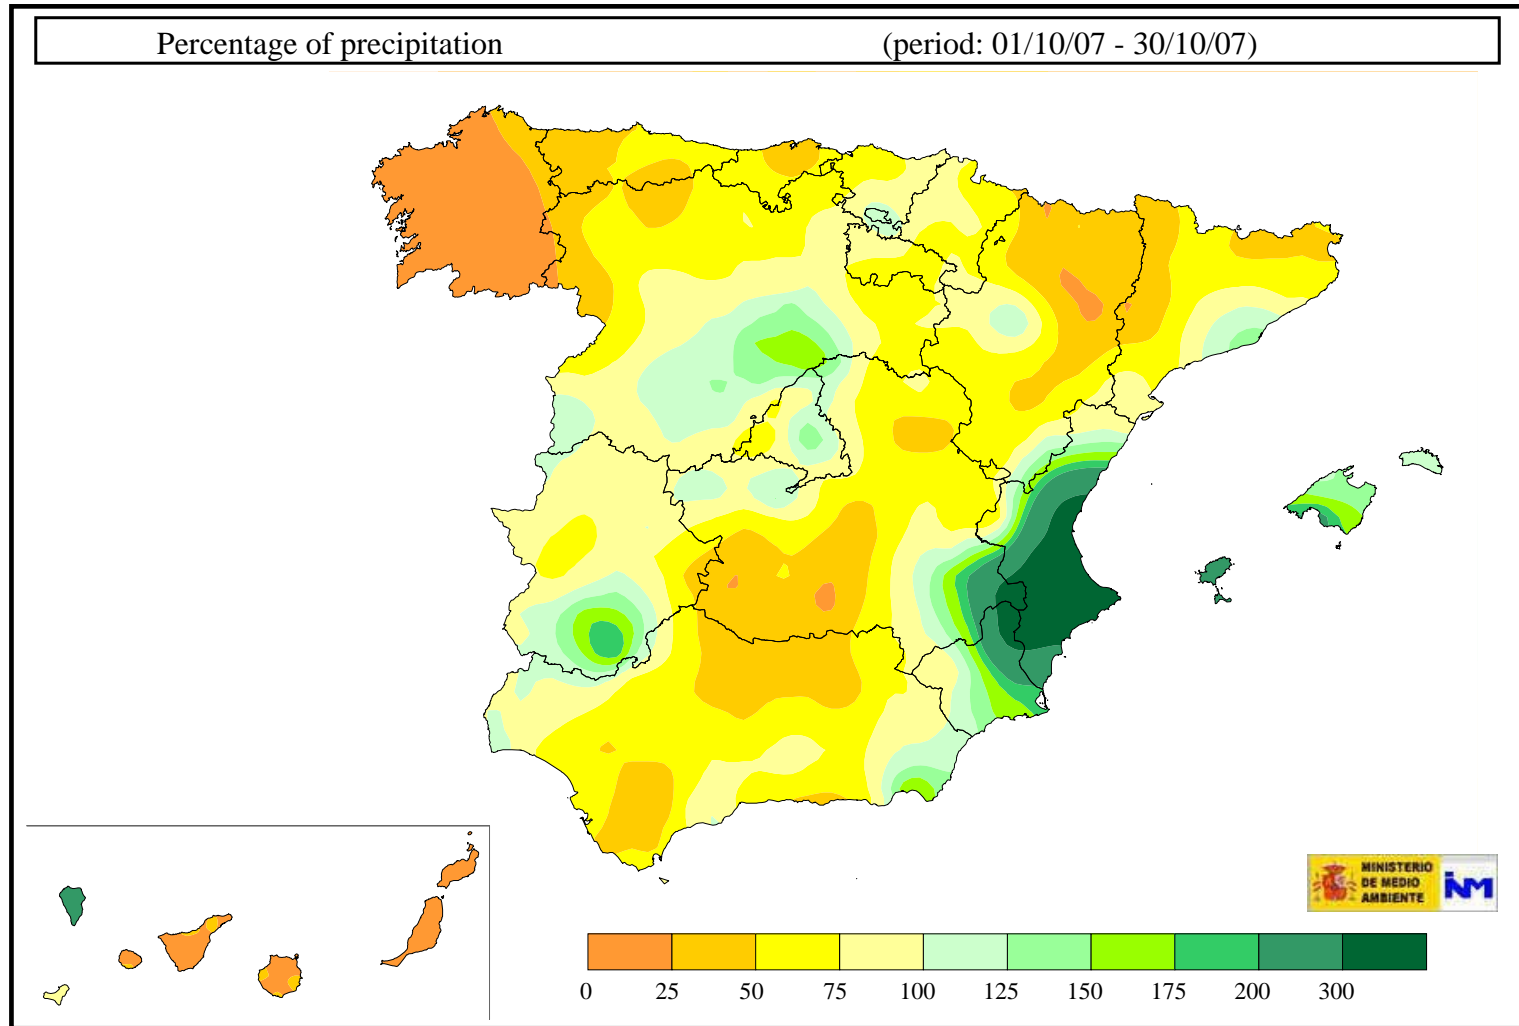 Percentage of precipitation (period: 01/10/07 - 30/10/07)
MINISTERIO
DE MEDIO
AMBIENTE
INM
0 25 50 75 100 125 150 175 200 300